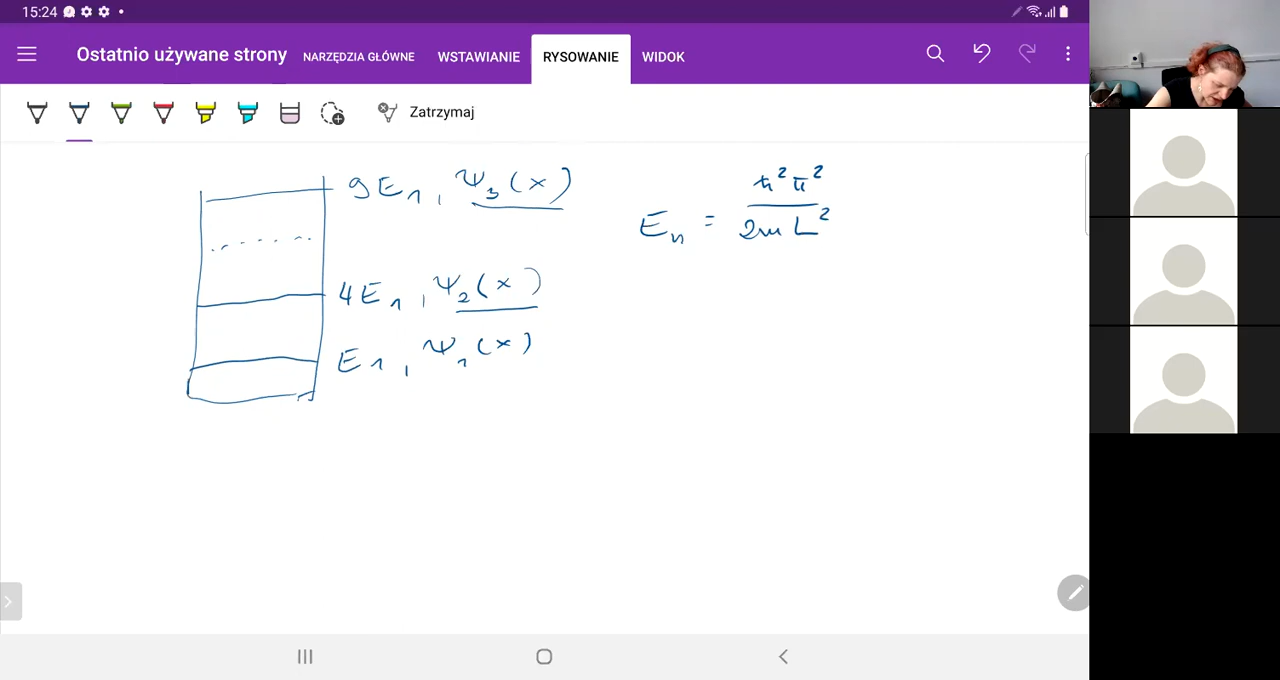 15:24
Ostatnio używane strony NARZĘDZIA GŁÓWNE WSTAWIANIE RYSOWANIE WIDOK
Zatrzymaj
9E₁, Ψ₃(x)
4E₁, Ψ₂(x)
E₁, Ψ₁(x)
Eₙ = ħ²π² / 2mL²